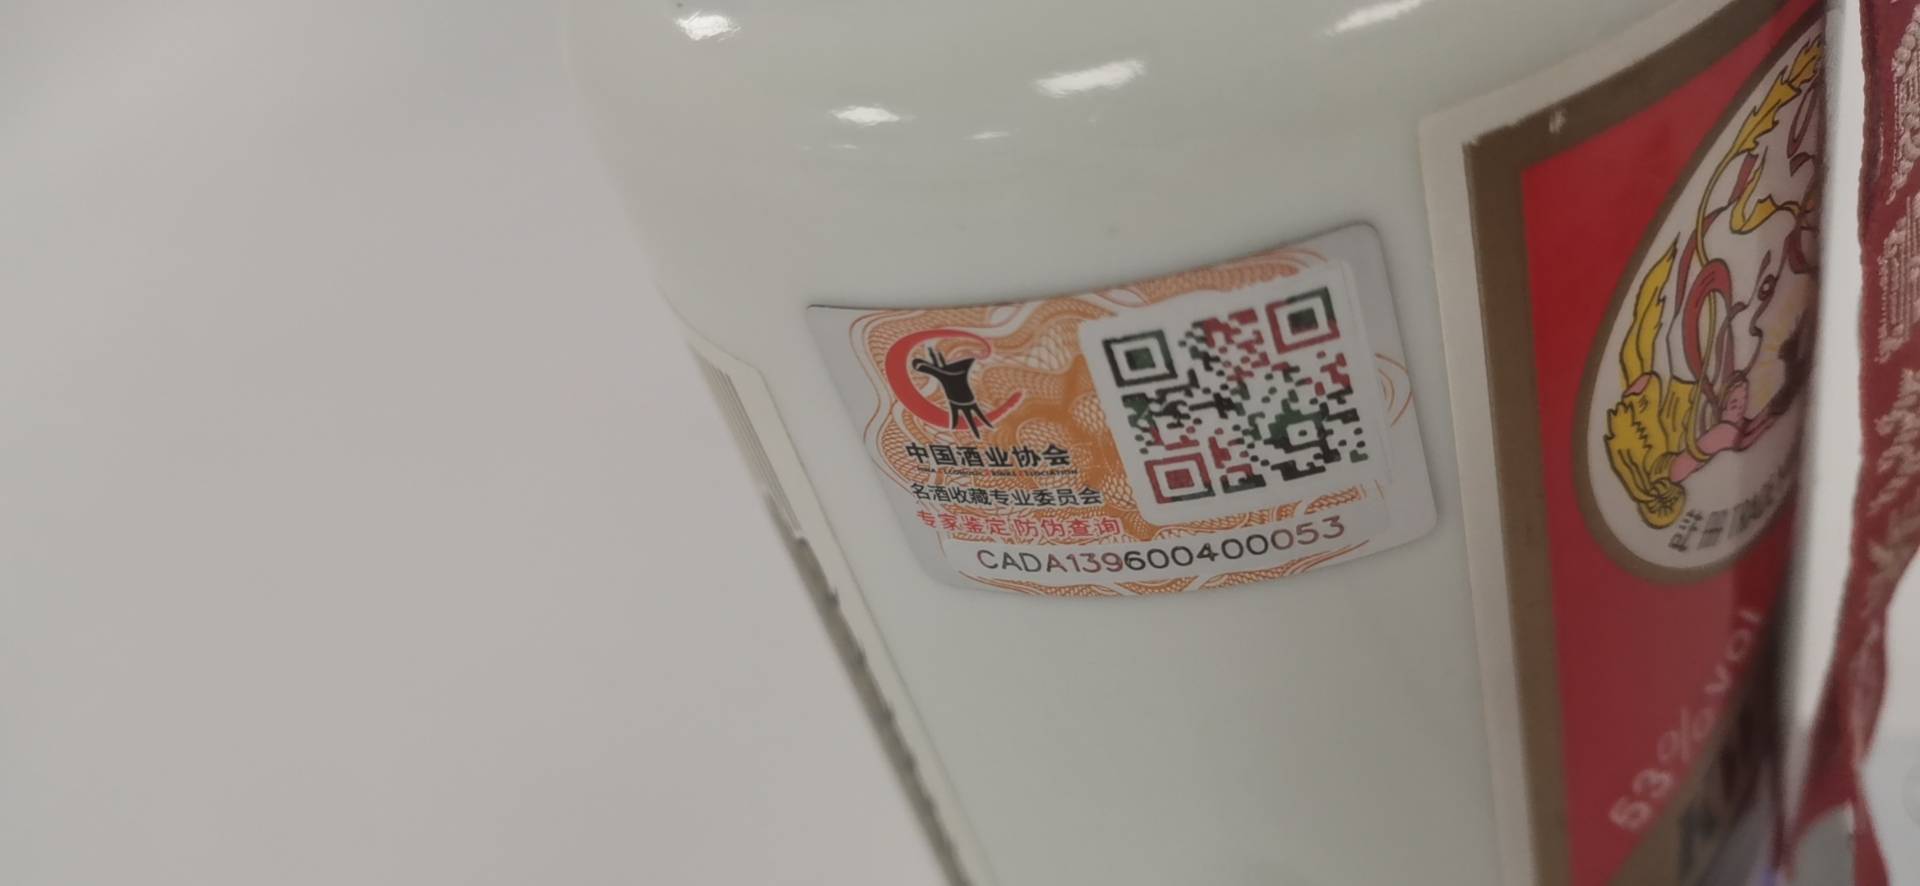 中国酒业协会
名酒收藏专业委员会
专家鉴定防伪查询
CADA139600400053
53%vol